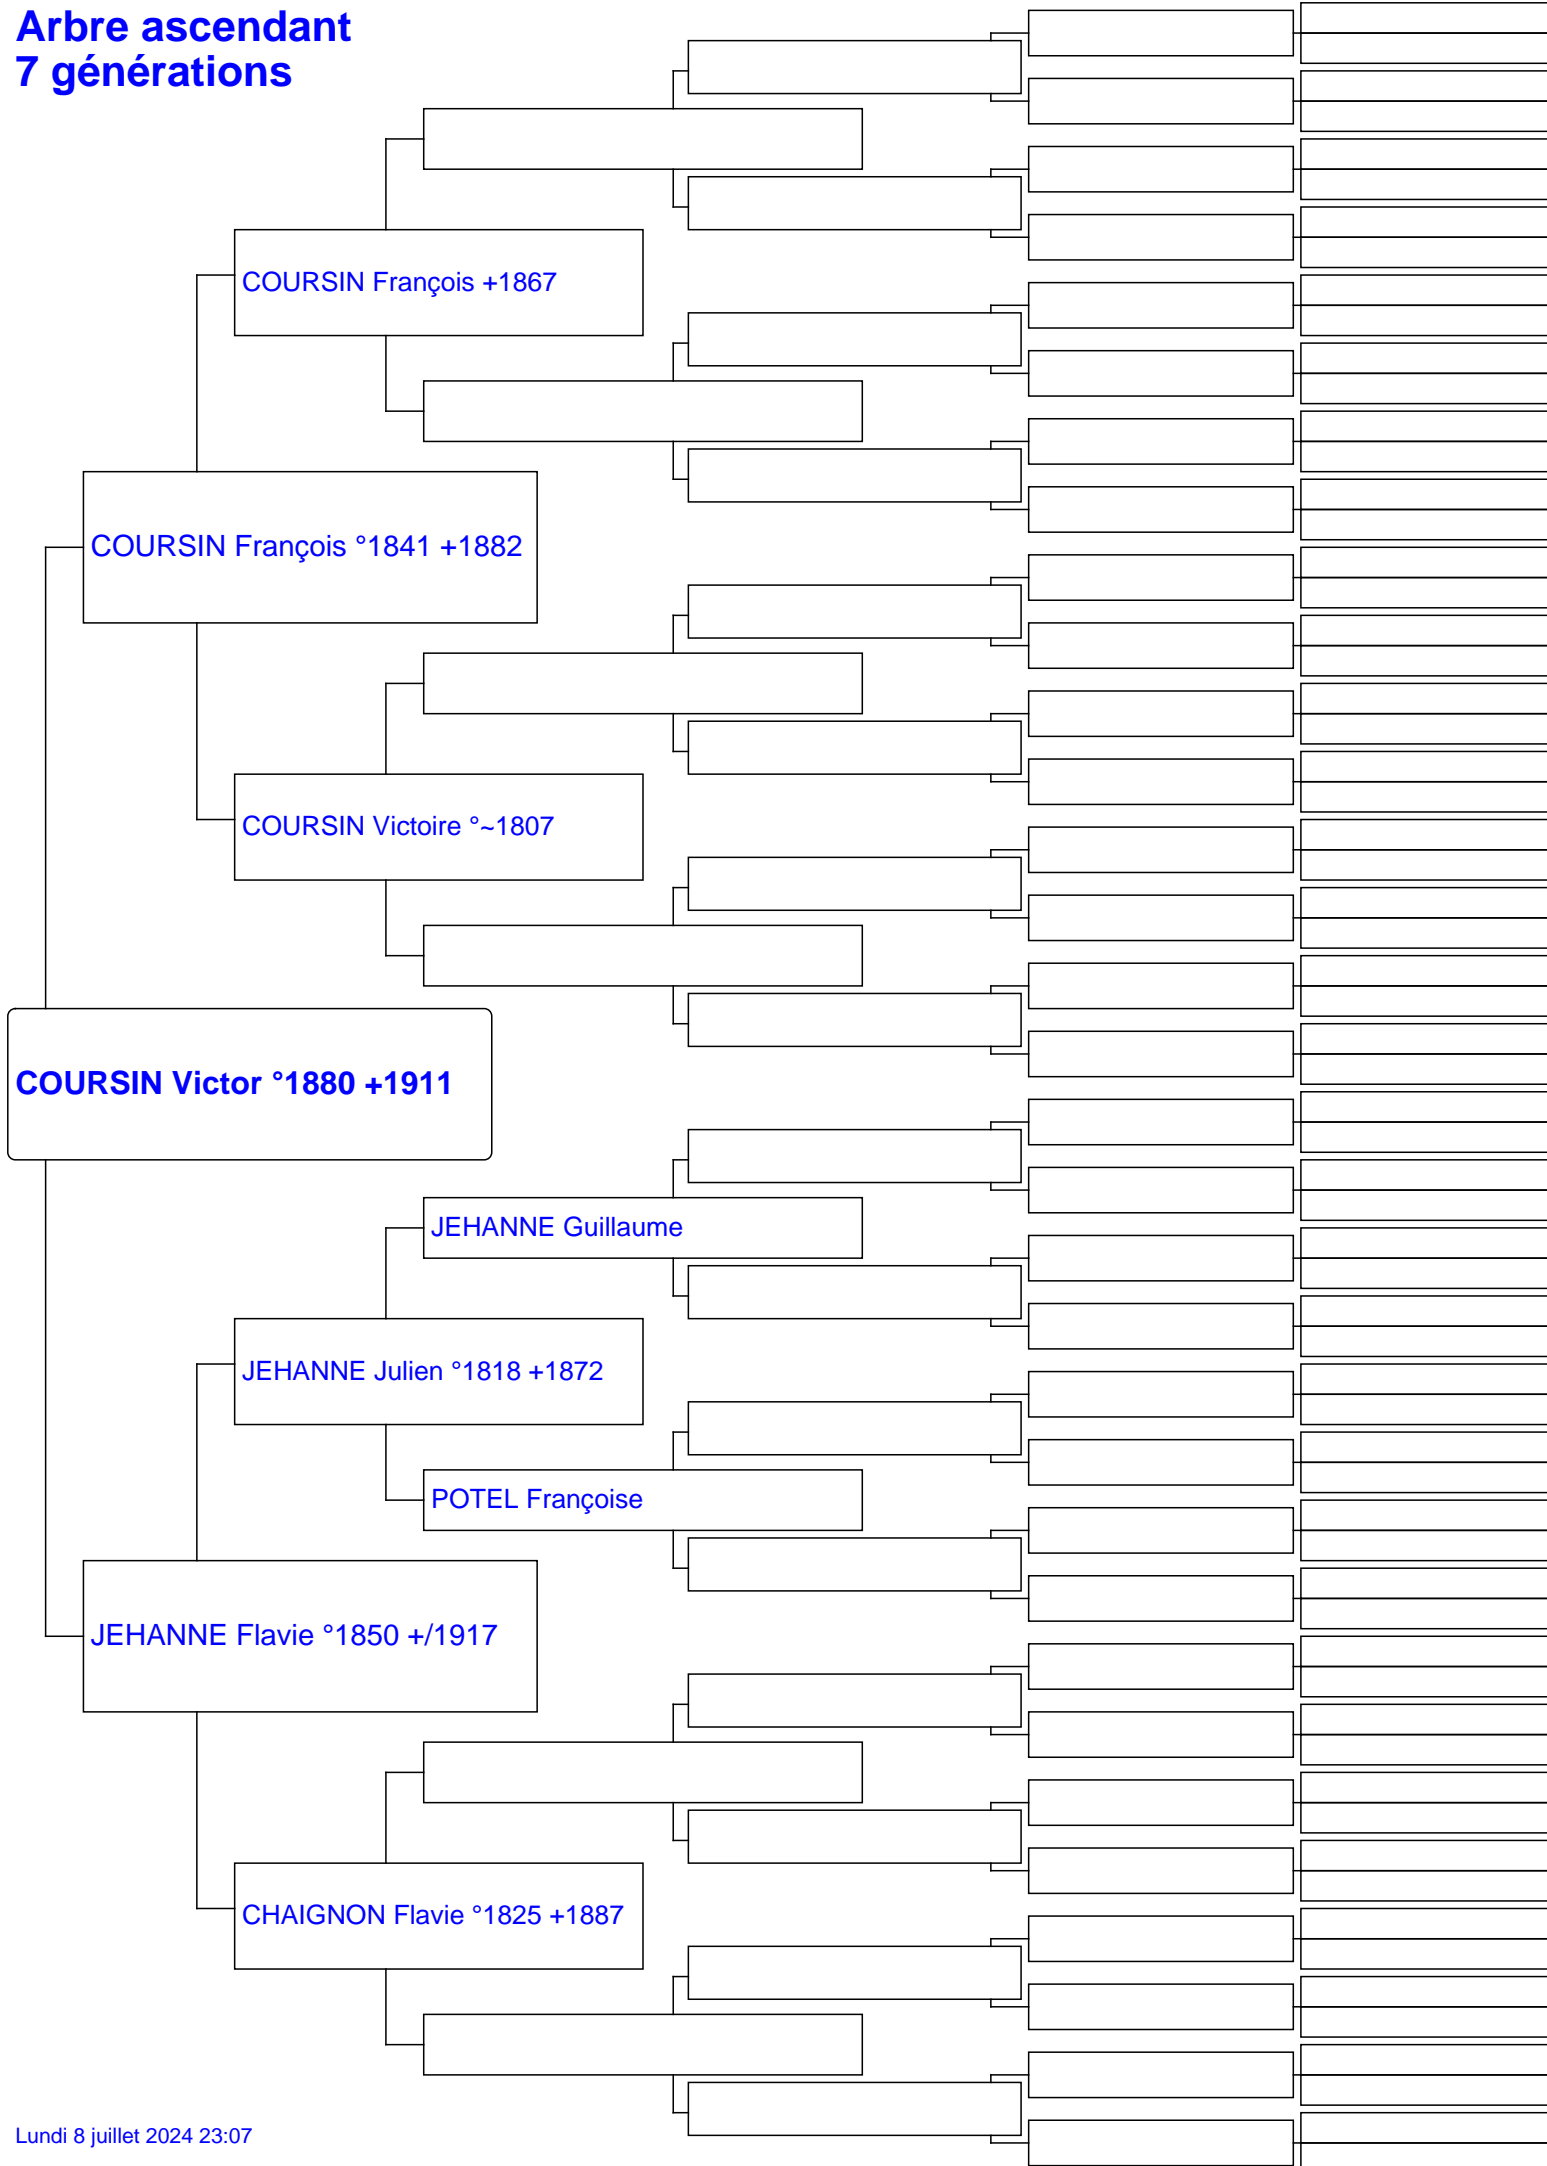 Arbre ascendant
7 générations
COURSIN François +1867
COURSIN François °1841 +1882
COURSIN Victoire °~1807
COURSIN Victor °1880 +1911
JEHANNE Guillaume
JEHANNE Julien °1818 +1872
POTEL Françoise
JEHANNE Flavie °1850 +/1917
CHAIGNON Flavie °1825 +1887
Lundi 8 juillet 2024 23:07